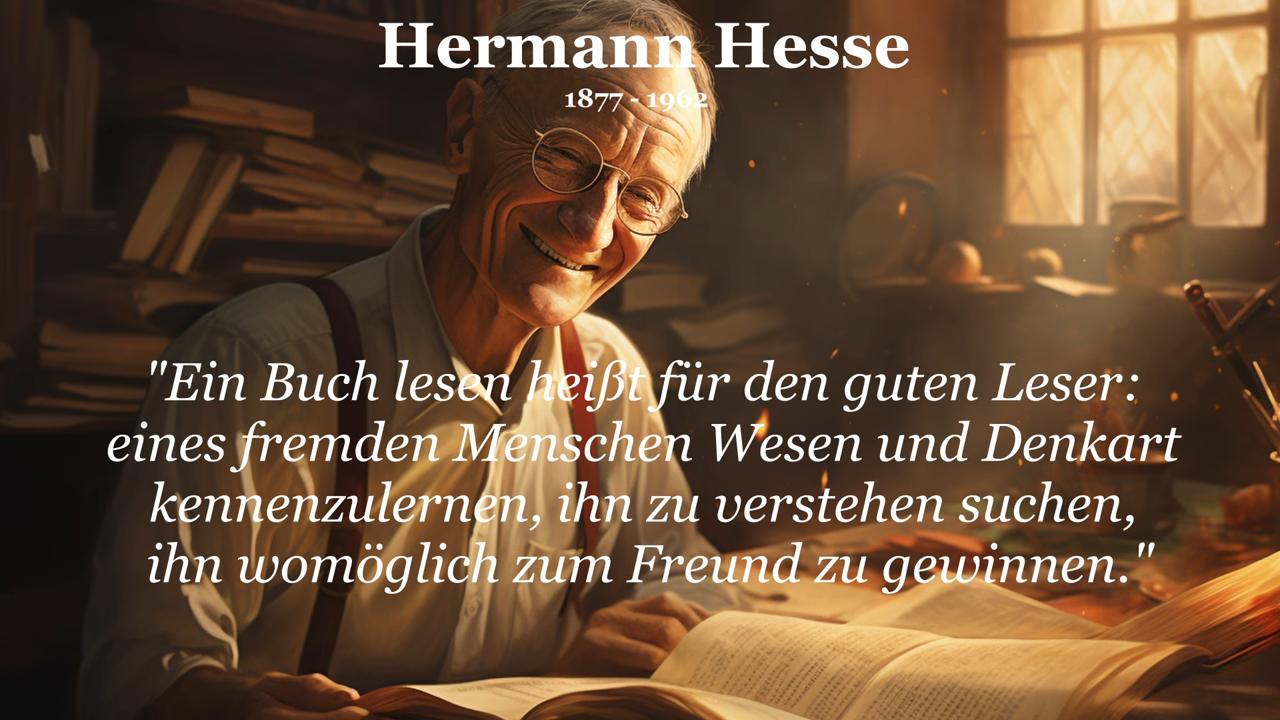 Hermann Hesse
1877 - 1962
"Ein Buch lesen heißt für den guten Leser:
eines fremden Menschen Wesen und Denkart
kennenzulernen, ihn zu verstehen suchen,
ihn womöglich zum Freund zu gewinnen."